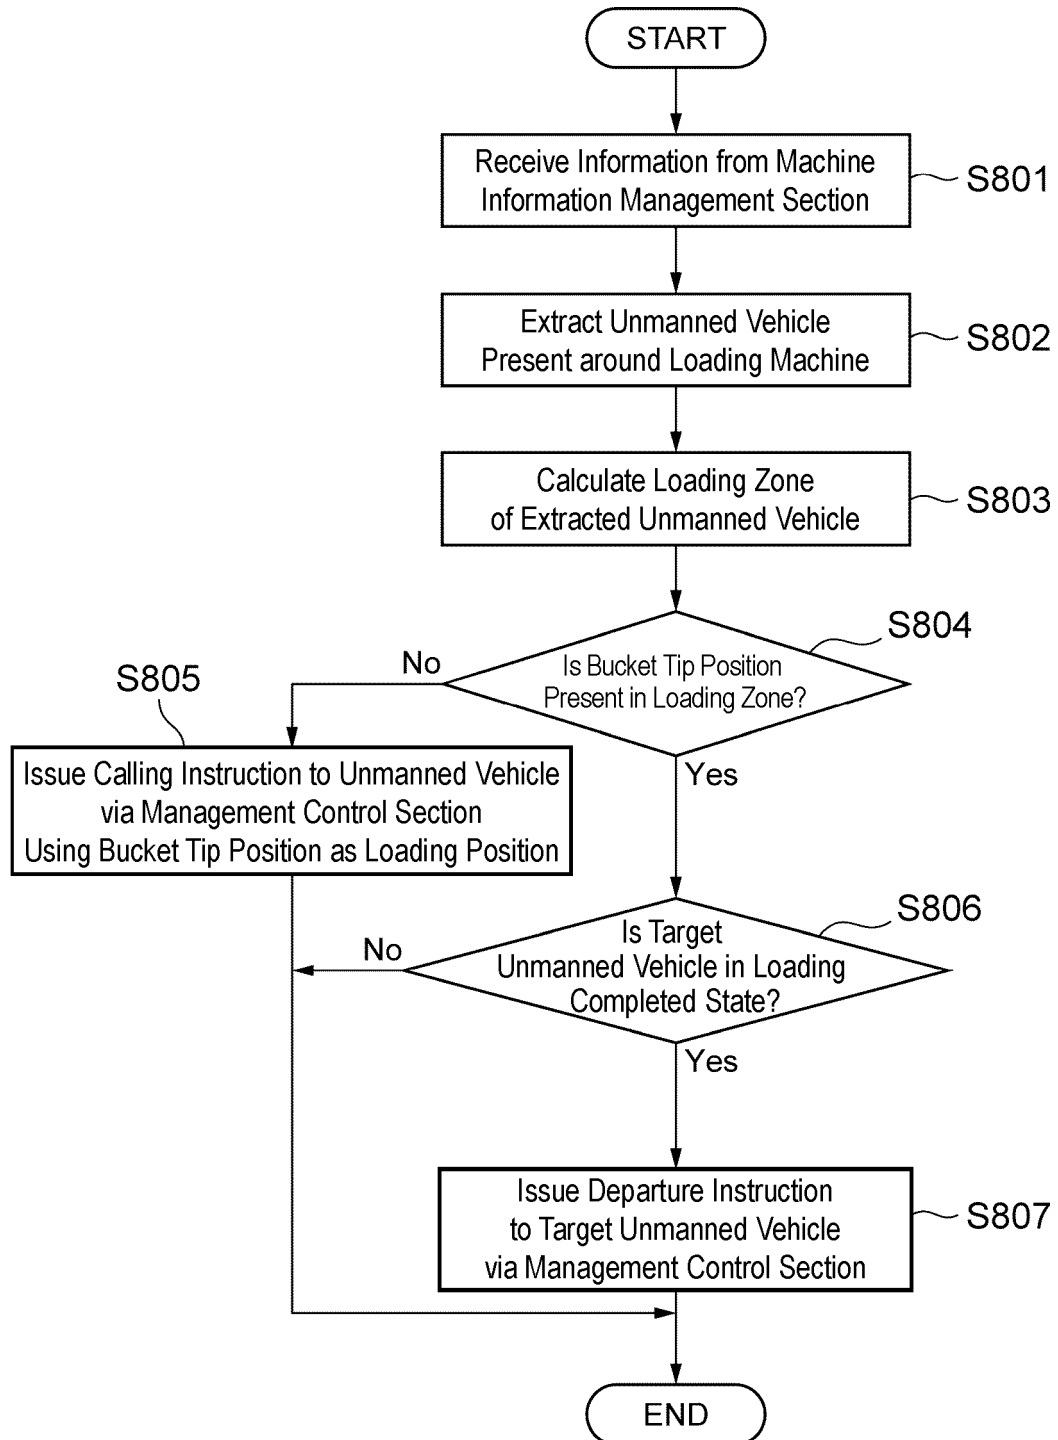 START
Receive Information from Machine
Information Management Section
S801
Extract Unmanned Vehicle
Present around Loading Machine
S802
Calculate Loading Zone
of Extracted Unmanned Vehicle
S803
S804
Is Bucket Tip Position
Present in Loading Zone?
No
Yes
S805
Issue Calling Instruction to Unmanned Vehicle
via Management Control Section
Using Bucket Tip Position as Loading Position
S806
Is Target
Unmanned Vehicle in Loading
Completed State?
No
Yes
Issue Departure Instruction
to Target Unmanned Vehicle
via Management Control Section
S807
END